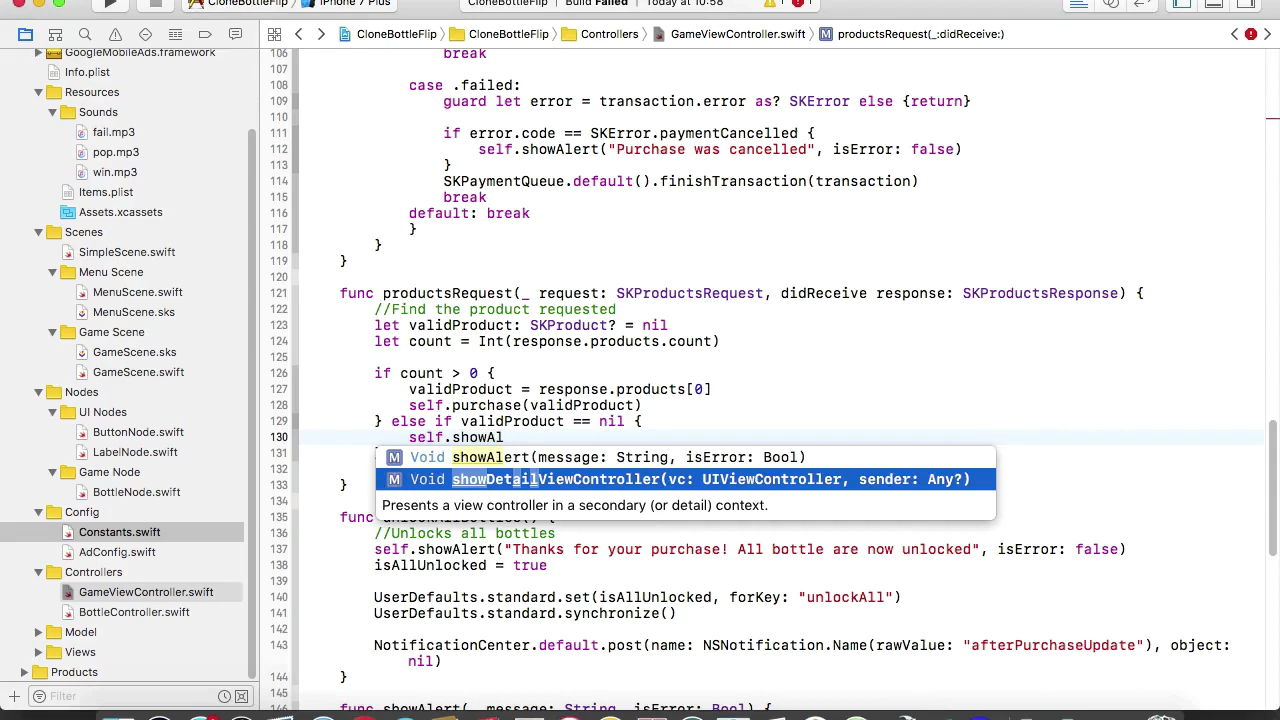 CloneBottleFlip iPhone 7 Plus CloneBottleFlip Build Failed Today at 10:58 1 1
CloneBottleFlip CloneBottleFlip Controllers GameViewController.swift M productsRequest(_:didReceive:)
GoogleMobileAds.framework
Info.plist
Resources
Sounds
fail.mp3
pop.mp3
win.mp3
Items.plist
Assets.xcassets
Scenes
SimpleScene.swift
Menu Scene
MenuScene.swift
MenuScene.sks
Game Scene
GameScene.sks
GameScene.swift
Nodes
UI Nodes
ButtonNode.swift
LabelNode.swift
Game Node
BottleNode.swift
Config
Constants.swift
AdConfig.swift
Controllers
GameViewController.swift
BottleController.swift
Model
Views
Products
Filter
106 break
107
108 case .failed:
109 guard let error = transaction.error as? SKError else {return}
110
111 if error.code == SKError.paymentCancelled {
112 self.showAlert("Purchase was cancelled", isError: false)
113 }
114 SKPaymentQueue.default().finishTransaction(transaction)
115 break
116 default: break
117 }
118 }
119 }
120
121 func productsRequest(_ request: SKProductsRequest, didReceive response: SKProductsResponse) {
122 //Find the product requested
123 let validProduct: SKProduct? = nil
124 let count = Int(response.products.count)
125
126 if count > 0 {
127 validProduct = response.products[0]
128 self.purchase(validProduct)
129 } else if validProduct == nil {
130 self.showAl
M Void showAlert(message: String, isError: Bool)
M Void showDetailViewController(vc: UIViewController, sender: Any?)
Presents a view controller in a secondary (or detail) context.
131
132
133 }
134
135
136 //Unlocks all bottles
137 self.showAlert("Thanks for your purchase! All bottle are now unlocked", isError: false)
138 isAllUnlocked = true
139
140 UserDefaults.standard.set(isAllUnlocked, forKey: "unlockAll")
141 UserDefaults.standard.synchronize()
142
143 NotificationCenter.default.post(name: NSNotification.Name(rawValue: "afterPurchaseUpdate"), object:
nil)
144 }
145
146 func showAlert(_ message: String, isError: Bool) {